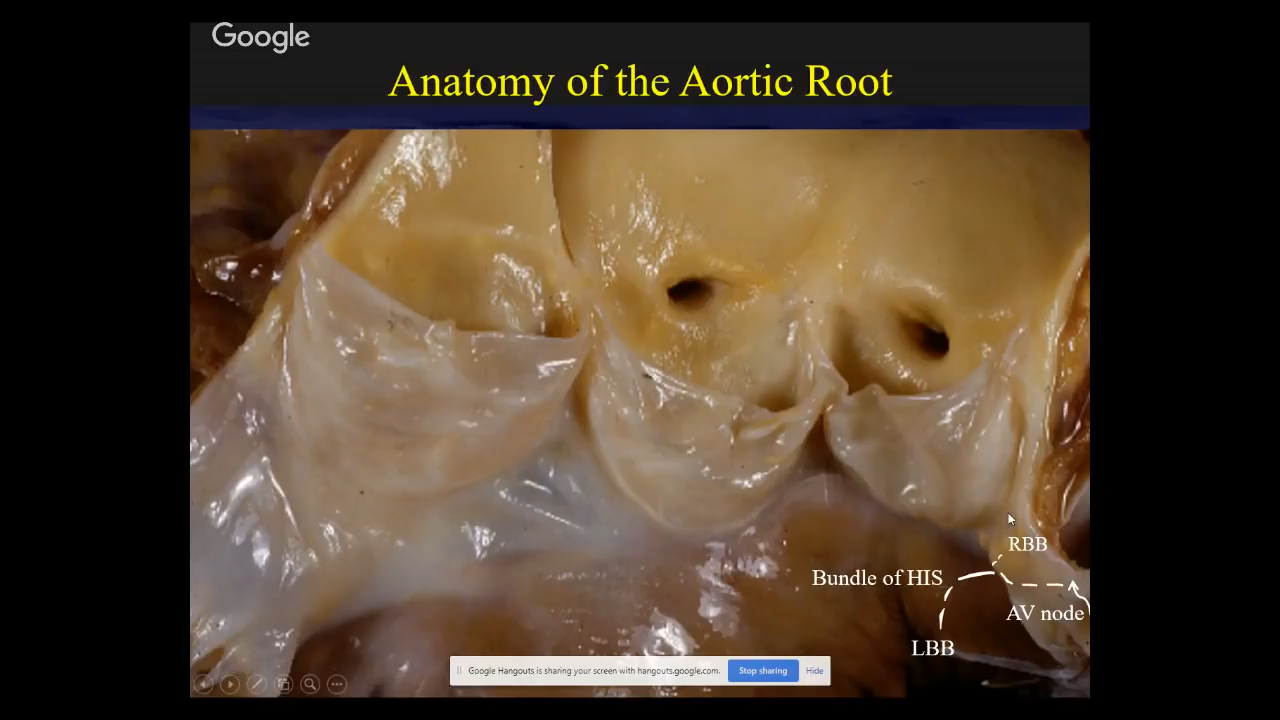 Google
Anatomy of the Aortic Root
RBB
Bundle of HIS
AV node
LBB
Google Hangouts is sharing your screen with hangouts.google.com.
Stop sharing
Hide